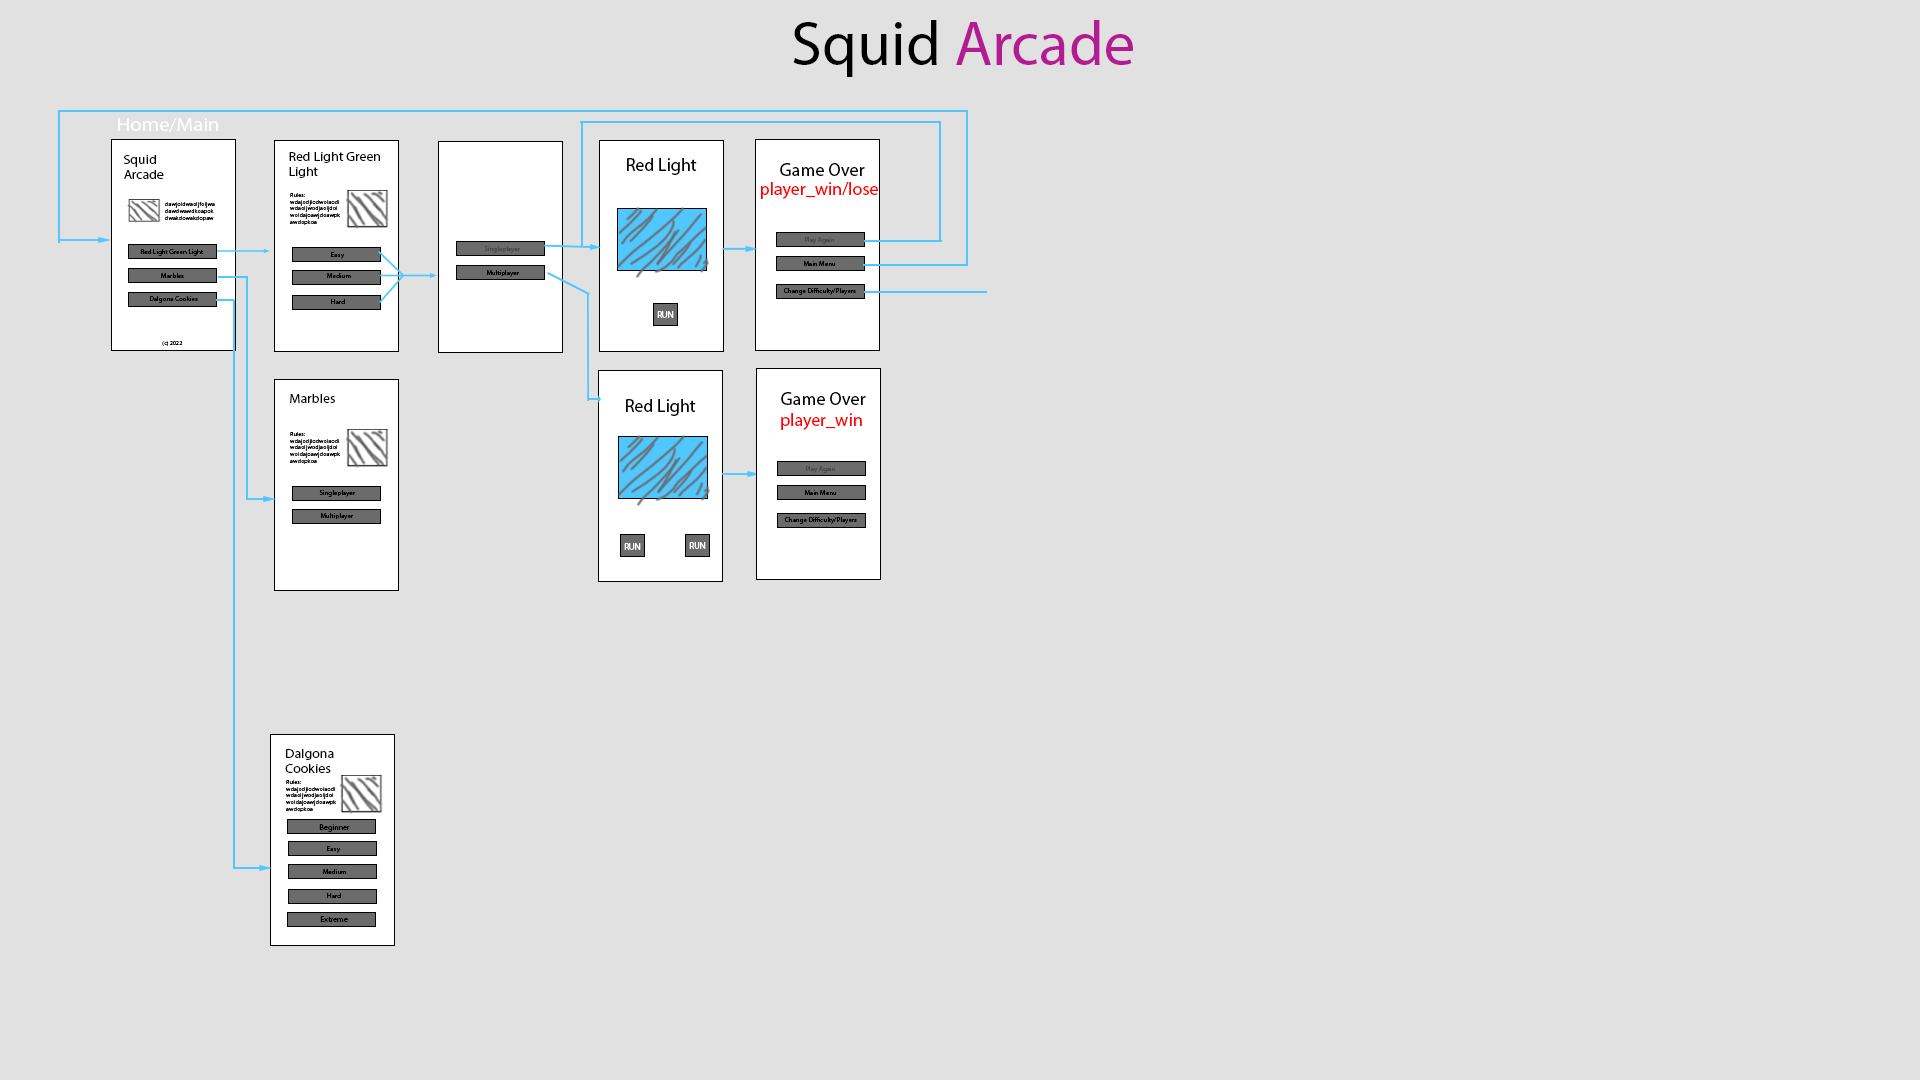 Squid Arcade
Home/Main
Squid
Arcade
dawjoidwaoijfoijwa
dawdwawdkoapok
dwakdowakdopaw
Red Light Green Light
Marbles
Dalgona Cookies
(c) 2022
Red Light Green
Light
Rules:
wdajodjiodwoiaodi
wdaoijwodjaoijdoi
woidajoawjdoawpk
awdopkoa
Easy
Medium
Hard
Singleplayer
Multiplayer
Red Light
RUN
Game Over
player_win/lose
Play Again
Main Menu
Change Difficulty/Players
Marbles
Rules:
wdajodjiodwoiaodi
wdaoijwodjaoijdoi
woidajoawjdoawpk
awdopkoa
Singleplayer
Multiplayer
Red Light
RUN
RUN
Game Over
player_win
Play Again
Main Menu
Change Difficulty/Players
Dalgona
Cookies
Rules:
wdajodjiodwoiaodi
wdaoijwodjaoijdoi
woidajoawjdoawpk
awdopkoa
Beginner
Easy
Medium
Hard
Extreme